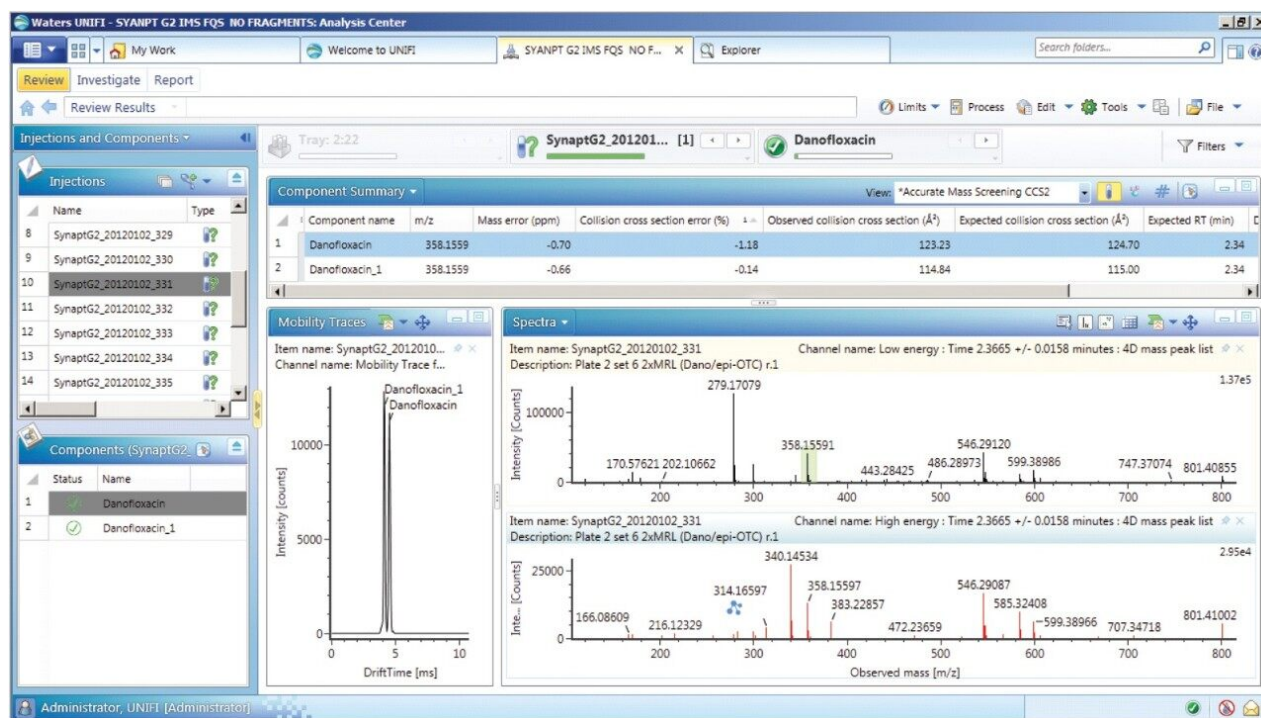 Waters UNIFI - SYANPT G2 IMS FQS NO FRAGMENTS: Analysis Center
My Work
Welcome to UNIFI
SYANPT G2 IMS FQS NO F...
Explorer
Search folders...
Review Investigate Report
Review Results
Limits Process Edit Tools File
Injections and Components
Tray: 2:22
SynaptG2_201201... [1]
Danofloxacin
Filters
Injections
Name Type
8 SynaptG2_20120102_329
9 SynaptG2_20120102_330
10 SynaptG2_20120102_331
11 SynaptG2_20120102_332
12 SynaptG2_20120102_333
13 SynaptG2_20120102_334
14 SynaptG2_20120102_335
Components (SynaptG2_
Status Name
1 Danofloxacin
2 Danofloxacin_1
Component Summary
View: *Accurate Mass Screening CCS2
Component name m/z Mass error (ppm) Collision cross section error (%) 1 Observed collision cross section (Å²) Expected collision cross section (Å²) Expected RT (min)
1 Danofloxacin 358.1559 -0.70 -1.18 123.23 124.70 2.34
2 Danofloxacin_1 358.1559 -0.66 -0.14 114.84 115.00 2.34
Mobility Traces
Item name: SynaptG2_2012010...
Channel name: Mobility Trace f...
Danofloxacin_1
Danofloxacin
Intensity [counts]
10000
5000
0
0 5 10
DriftTime [ms]
Spectra
Item name: SynaptG2_20120102_331 Channel name: Low energy : Time 2.3665 +/- 0.0158 minutes : 4D mass peak list
Description: Plate 2 set 6 2xMRL (Dano/epi-OTC) r.1
1.37e5
Intensity [Counts]
100000
0
279.17079
358.15591
546.29120
170.57621 202.10662
443.28425
486.28973
599.38986
747.37074
801.40855
200 300 400 500 600 700 800
Item name: SynaptG2_20120102_331 Channel name: High energy : Time 2.3665 +/- 0.0158 minutes : 4D mass peak list
Description: Plate 2 set 6 2xMRL (Dano/epi-OTC) r.1
2.95e4
Inte... [Counts]
25000
0
340.14534
314.16597
358.15597
546.29087
166.08609
216.12329
383.22857
472.23659
585.32408
599.38966
707.34718
801.41002
200 300 400 500 600 700 800
Observed mass [m/z]
Administrator, UNIFI [Administrator]